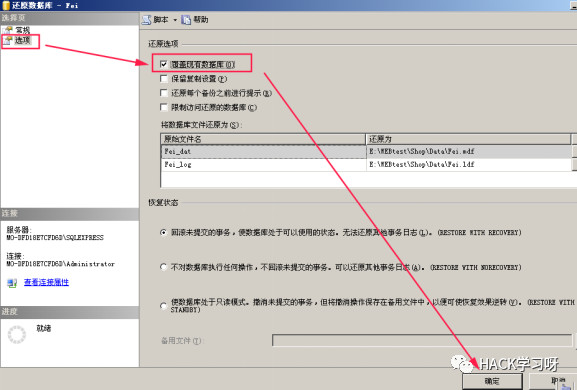 还原数据库 - Fei
选择页
常规
选项
脚本
帮助
还原选项
覆盖现有数据库(O)
保留复制设置(P)
还原每个备份之前进行提示(R)
限制访问还原的数据库(C)
将数据库文件还原为(S):
原始文件名 还原为
Fei_dat E:\WEBtest\Shop\Data\Fei.mdf
Fei_log E:\WEBtest\Shop\Data\Fei.ldf
恢复状态
回滚未提交的事务，使数据库处于可以使用的状态。无法还原其他事务日志(L)。(RESTORE WITH RECOVERY)
不对数据库执行任何操作，不回滚未提交的事务。可以还原其他事务日志(A)。(RESTORE WITH NORECOVERY)
使数据库处于只读模式。撤消未提交的事务，但将撤消操作保存在备用文件中，以便可使恢复效果逆转(Y)。(RESTORE WITH
STANDBY)
备用文件(T):
连接
服务器:
MO-DFD18ETCFD6D\SQLEXPRESS
连接:
MO-DFD18ETCFD6D\Administrator
查看连接属性
进度
就绪
HACK学习呀
确定